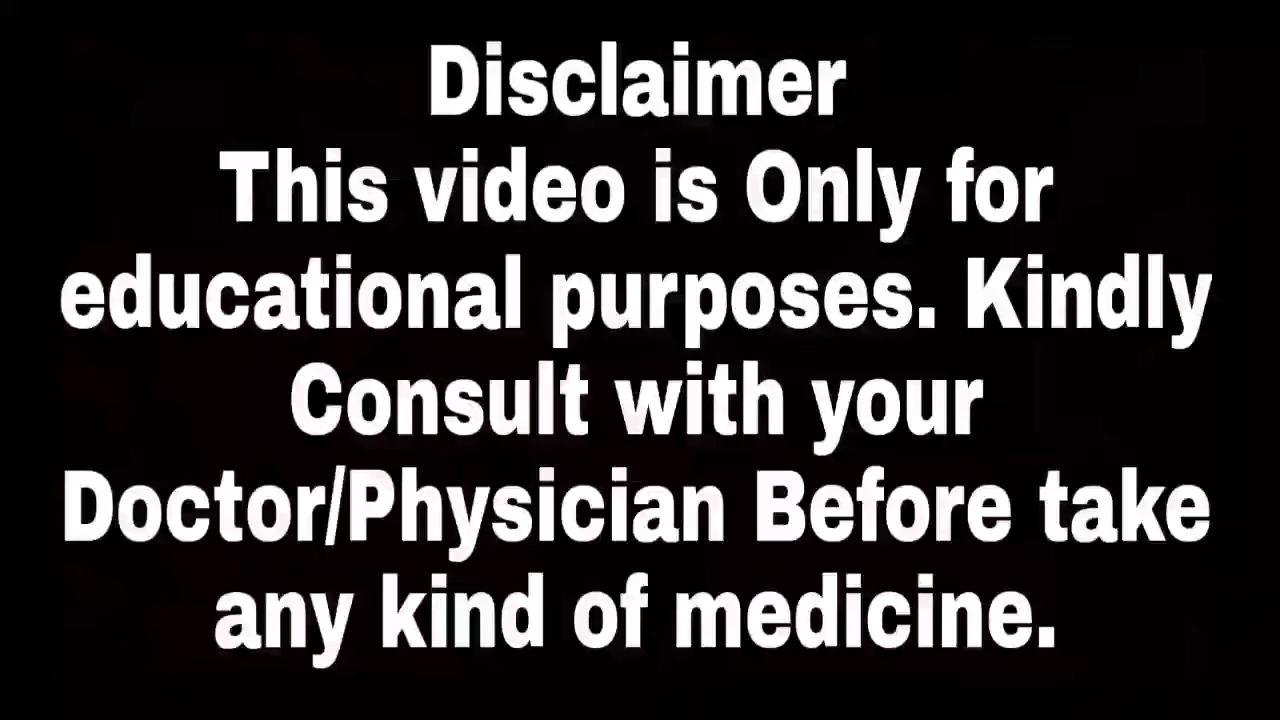 Disclaimer
This video is Only for
educational purposes. Kindly
Consult with your
Doctor/Physician Before take
any kind of medicine.